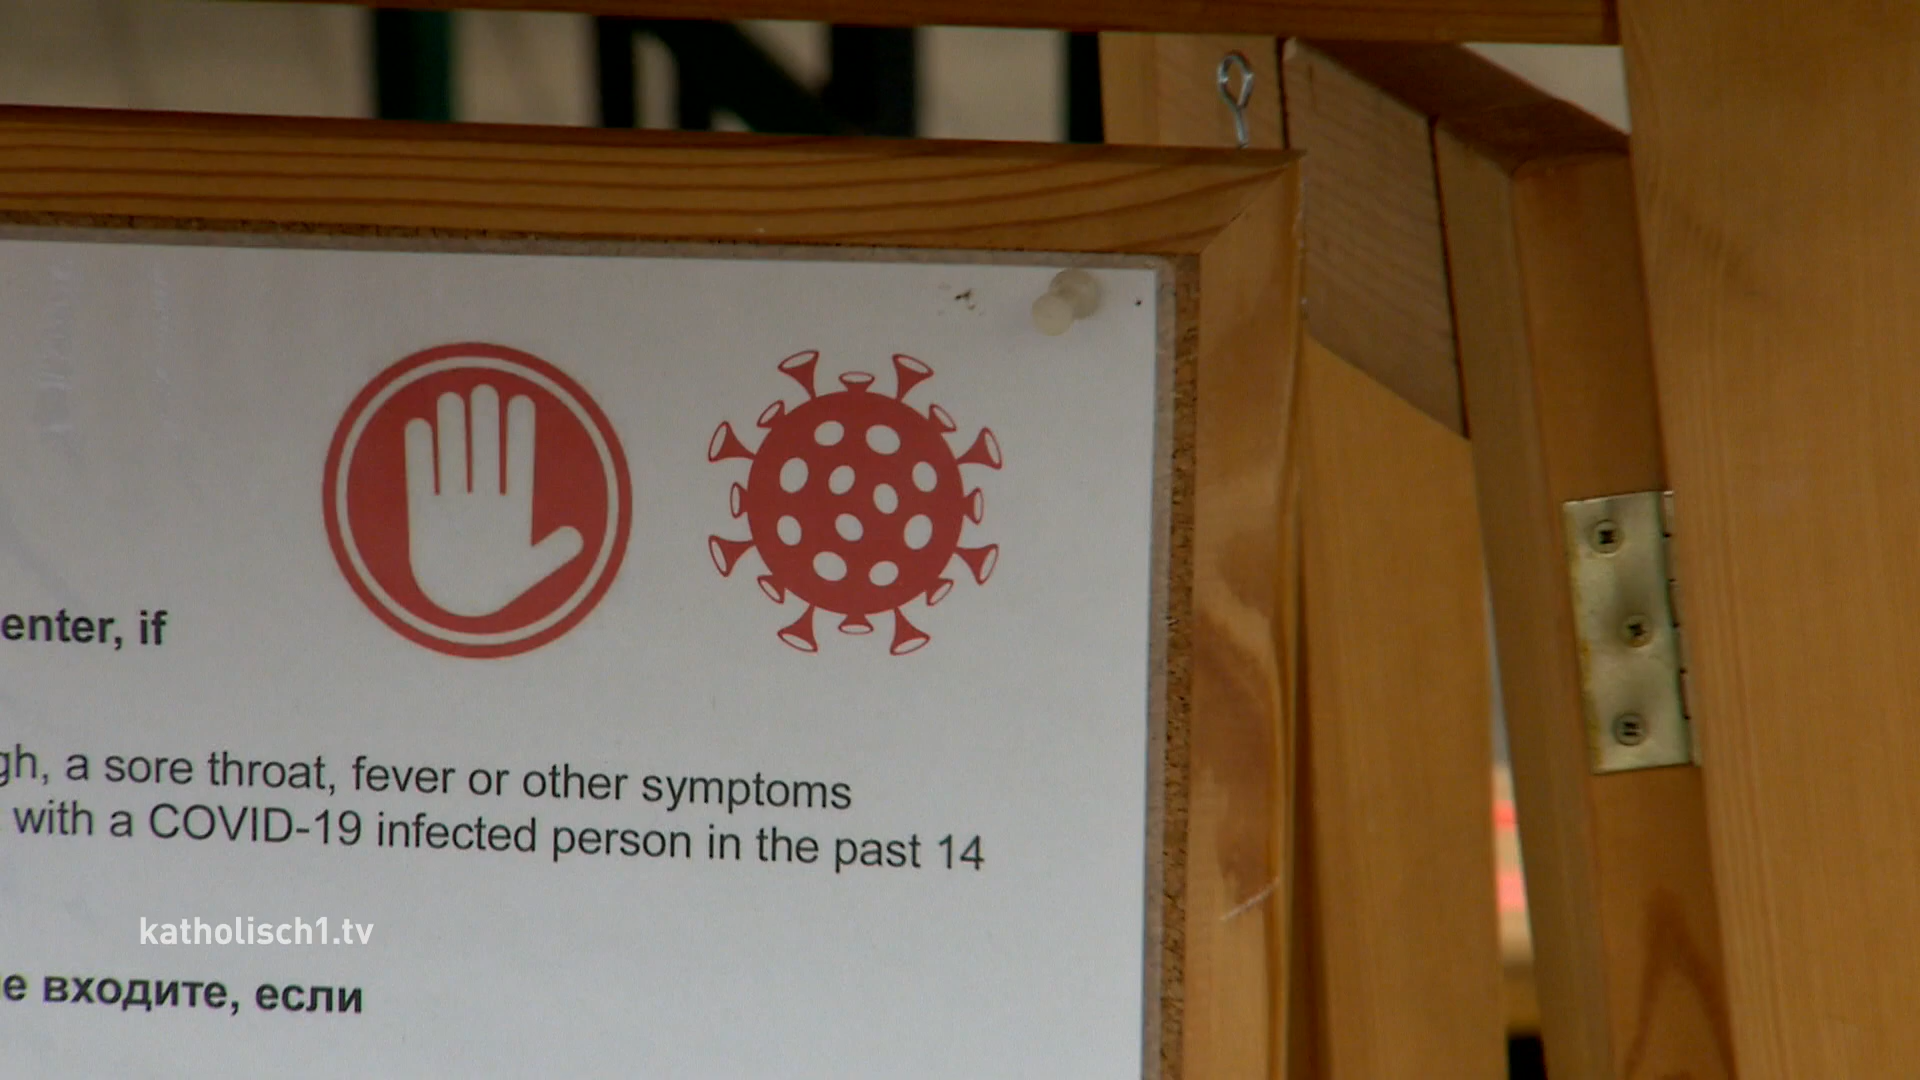 enter, if
gh, a sore throat, fever or other symptoms
with a COVID-19 infected person in the past 14
katholisch1.tv
е входите, если